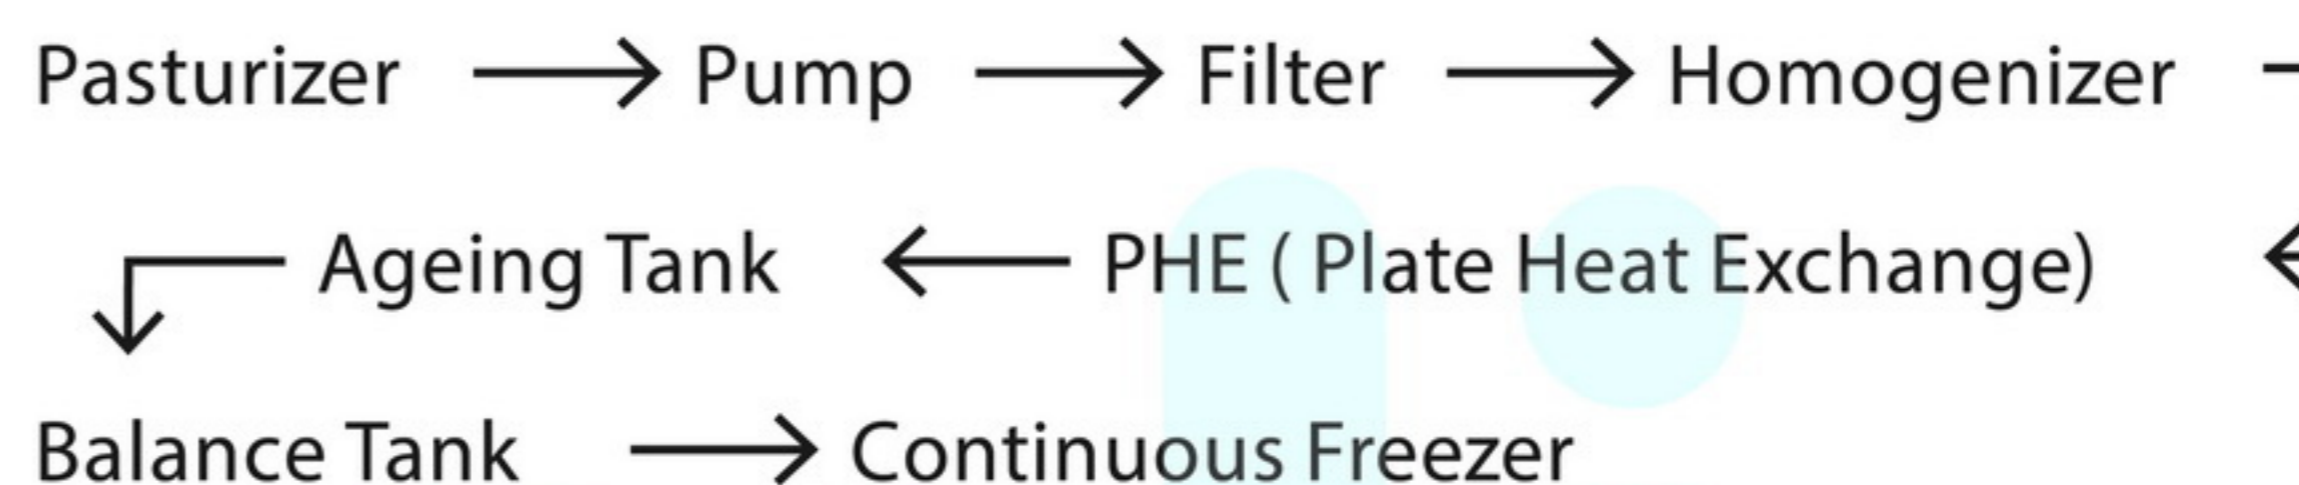 Pasturizer → Pump → Filter → Homogenizer
Ageing Tank ← PHE ( Plate Heat Exchange)
Balance Tank → Continuous Freezer